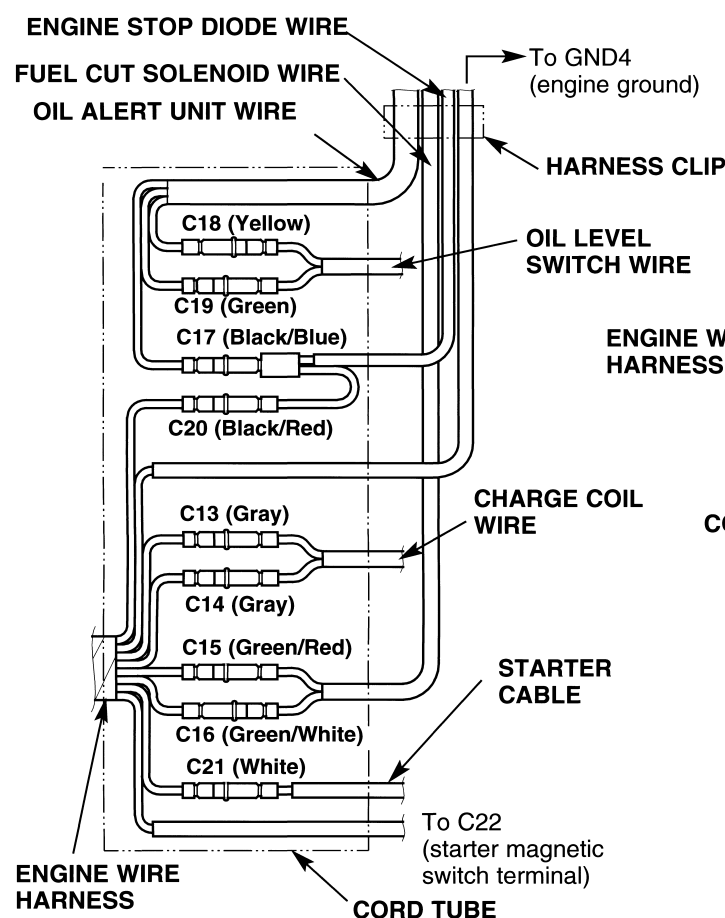 ENGINE STOP DIODE WIRE
To GND4
(engine ground)
FUEL CUT SOLENOID WIRE
OIL ALERT UNIT WIRE
HARNESS CLIP
C18 (Yellow)
OIL LEVEL
SWITCH WIRE
C19 (Green)
C17 (Black/Blue)
ENGINE W
HARNESS
C20 (Black/Red)
CHARGE COIL
WIRE
C13 (Gray)
C14 (Gray)
C15 (Green/Red)
STARTER
CABLE
C16 (Green/White)
C21 (White)
To C22
(starter magnetic
switch terminal)
ENGINE WIRE
HARNESS
CORD TUBE